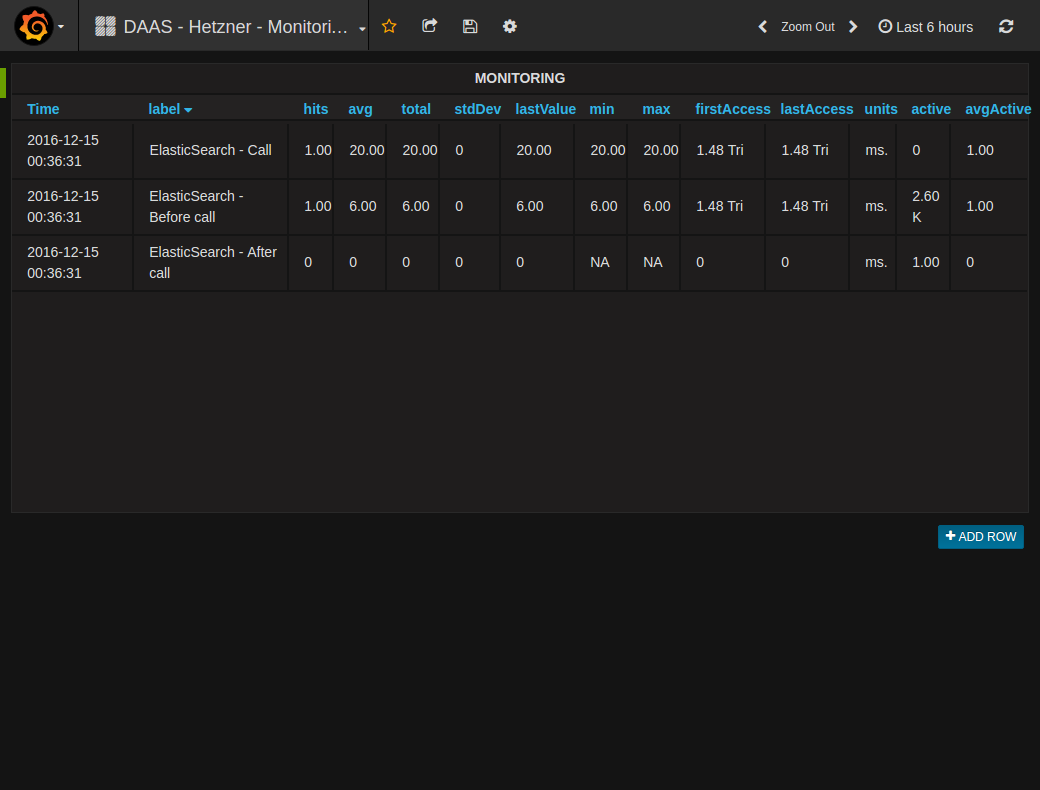 DAAS - Hetzner - Monitori...
Zoom Out
Last 6 hours
MONITORING
Time label hits avg total stdDev lastValue min max firstAccess lastAccess units active avgActive
2016-12-15
00:36:31 ElasticSearch - Call 1.00 20.00 20.00 0 20.00 20.00 20.00 1.48 Tri 1.48 Tri ms. 0 1.00
2016-12-15 ElasticSearch - 2.60
00:36:31 Before call 1.00 6.00 6.00 0 6.00 6.00 6.00 1.48 Tri 1.48 Tri ms. K 1.00
2016-12-15 ElasticSearch - After
00:36:31 call 0 0 0 0 0 NA NA 0 0 ms. 1.00 0
ADD ROW